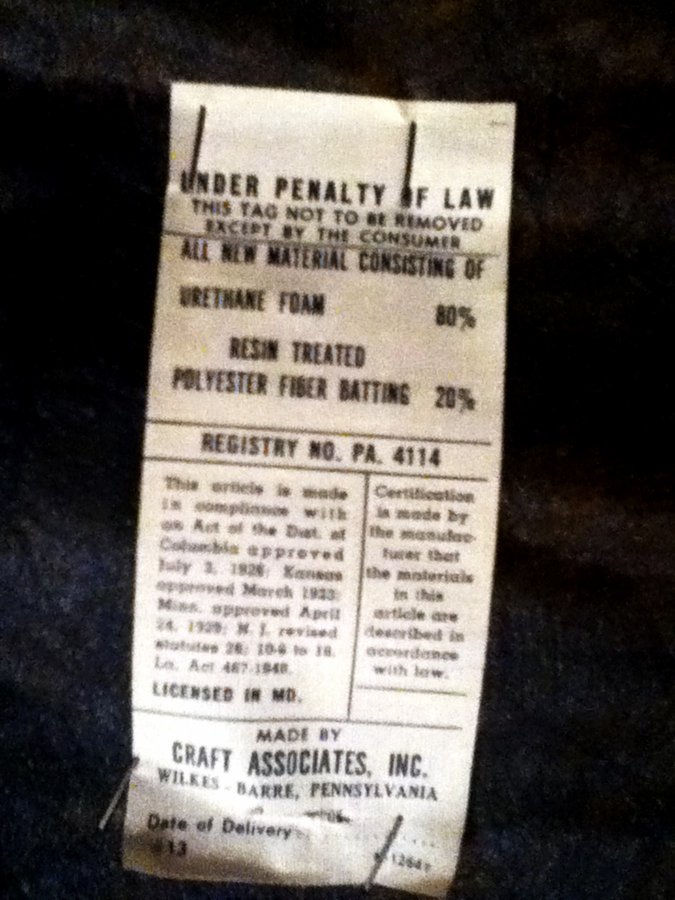 UNDER PENALTY OF LAW
THIS TAG NOT TO BE REMOVED
EXCEPT BY THE CONSUMER
ALL NEW MATERIAL CONSISTING OF
URETHANE FOAM 80%
RESIN TREATED
POLYESTER FIBER BATTING 20%
REGISTRY NO. PA. 4114
This article is made
in compliance with
an Act of the Dist. of
Columbia approved
July 3, 1926; Kansas
approved March 1923;
Minn. approved April
24, 1929; N. J. revised
statutes 26; 10-6 to 18.
La. Act 467-1948.
LICENSED IN MD.
Certification
is made by
the manufac-
turer that
the materials
in this
article are
described in
accordance
with law.
MADE BY
CRAFT ASSOCIATES, INC.
WILKES-BARRE, PENNSYLVANIA
Date of Delivery
13